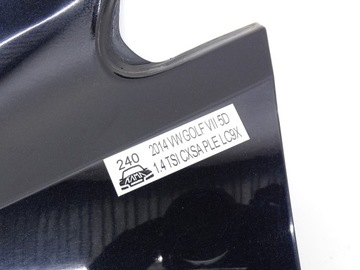 240
2014 VW GOLF VII 5D
1.4 TSI CXSA PLE LC9X